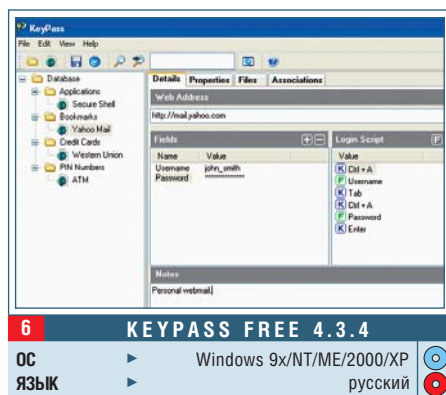 KeyPass
File Edit View Help
Database
Applications
Secure Shell
Bookmarks
Yahoo Mail
Credit Cards
Western Union
PIN Numbers
ATM
Details Properties Files Associations
Web Address
http://mail.yahoo.com
Fields
Name Value
Username john_smith
Password ************
Login Script F
Value
K Ctrl + A
F Username
K Tab
K Ctrl + A
F Password
K Enter
Notes
Personal webmail.
6 KEYPASS FREE 4.3.4
ОС ► Windows 9x/NT/ME/2000/XP
ЯЗЫК ► русский